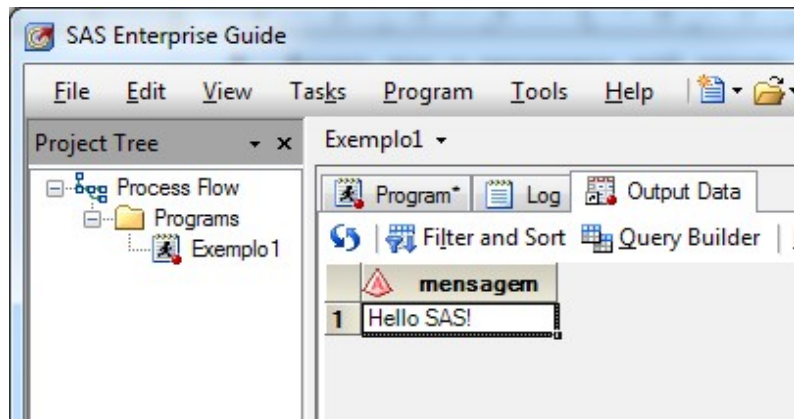 SAS Enterprise Guide
File Edit View Tasks Program Tools Help
Project Tree
Exemplo1
Process Flow
Programs
Exemplo1
Program* Log Output Data
Filter and Sort Query Builder
mensagem
1 Hello SAS!